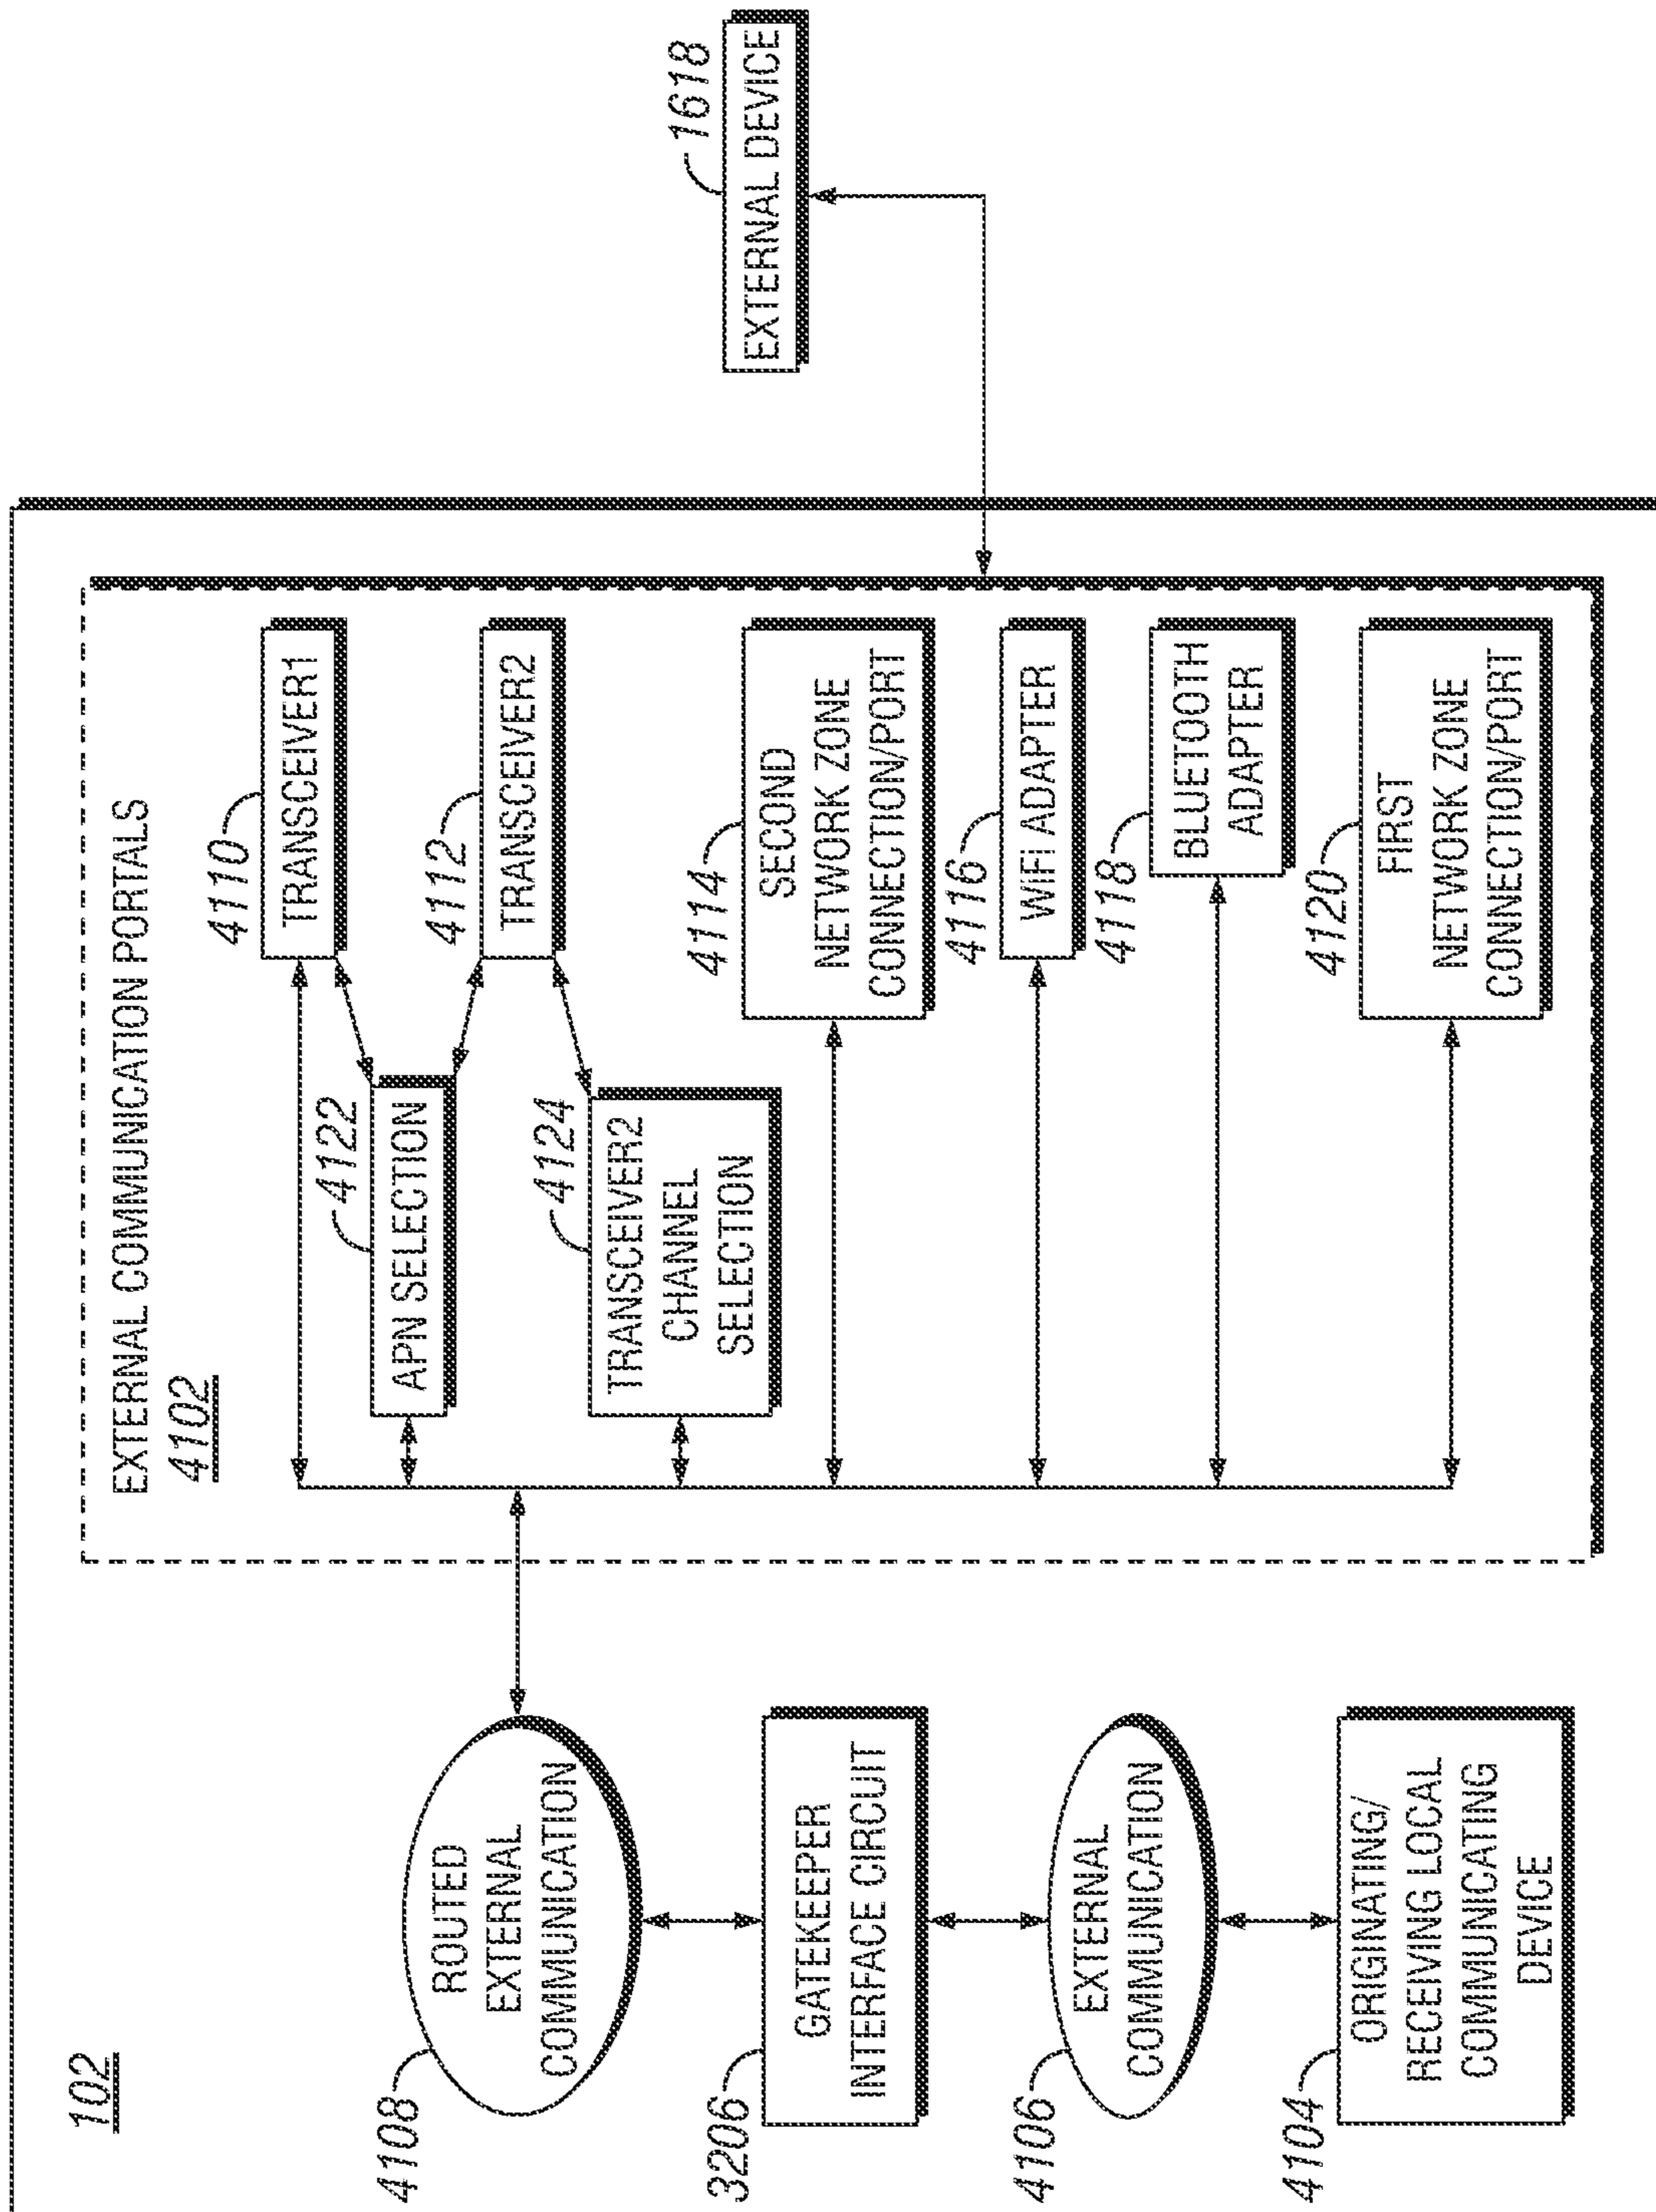 102
4108
ROUTED
EXTERNAL
COMMUNICATION
3206
GATEKEEPER
INTERFACE CIRCUIT
4106
EXTERNAL
COMMUNICATION
4104
ORIGINATING/
RECEIVING LOCAL
COMMUNICATING
DEVICE
EXTERNAL COMMUNICATION PORTALS
4102
4110
TRANSCEIVER1
4122
APN SELECTION
4112
TRANSCEIVER2
4124
TRANSCEIVER2
CHANNEL
SELECTION
4114
SECOND
NETWORK ZONE
CONNECTION/PORT
4116
WiFi ADAPTER
4118
BLUETOOTH
ADAPTER
4120
FIRST
NETWORK ZONE
CONNECTION/PORT
1618
EXTERNAL DEVICE